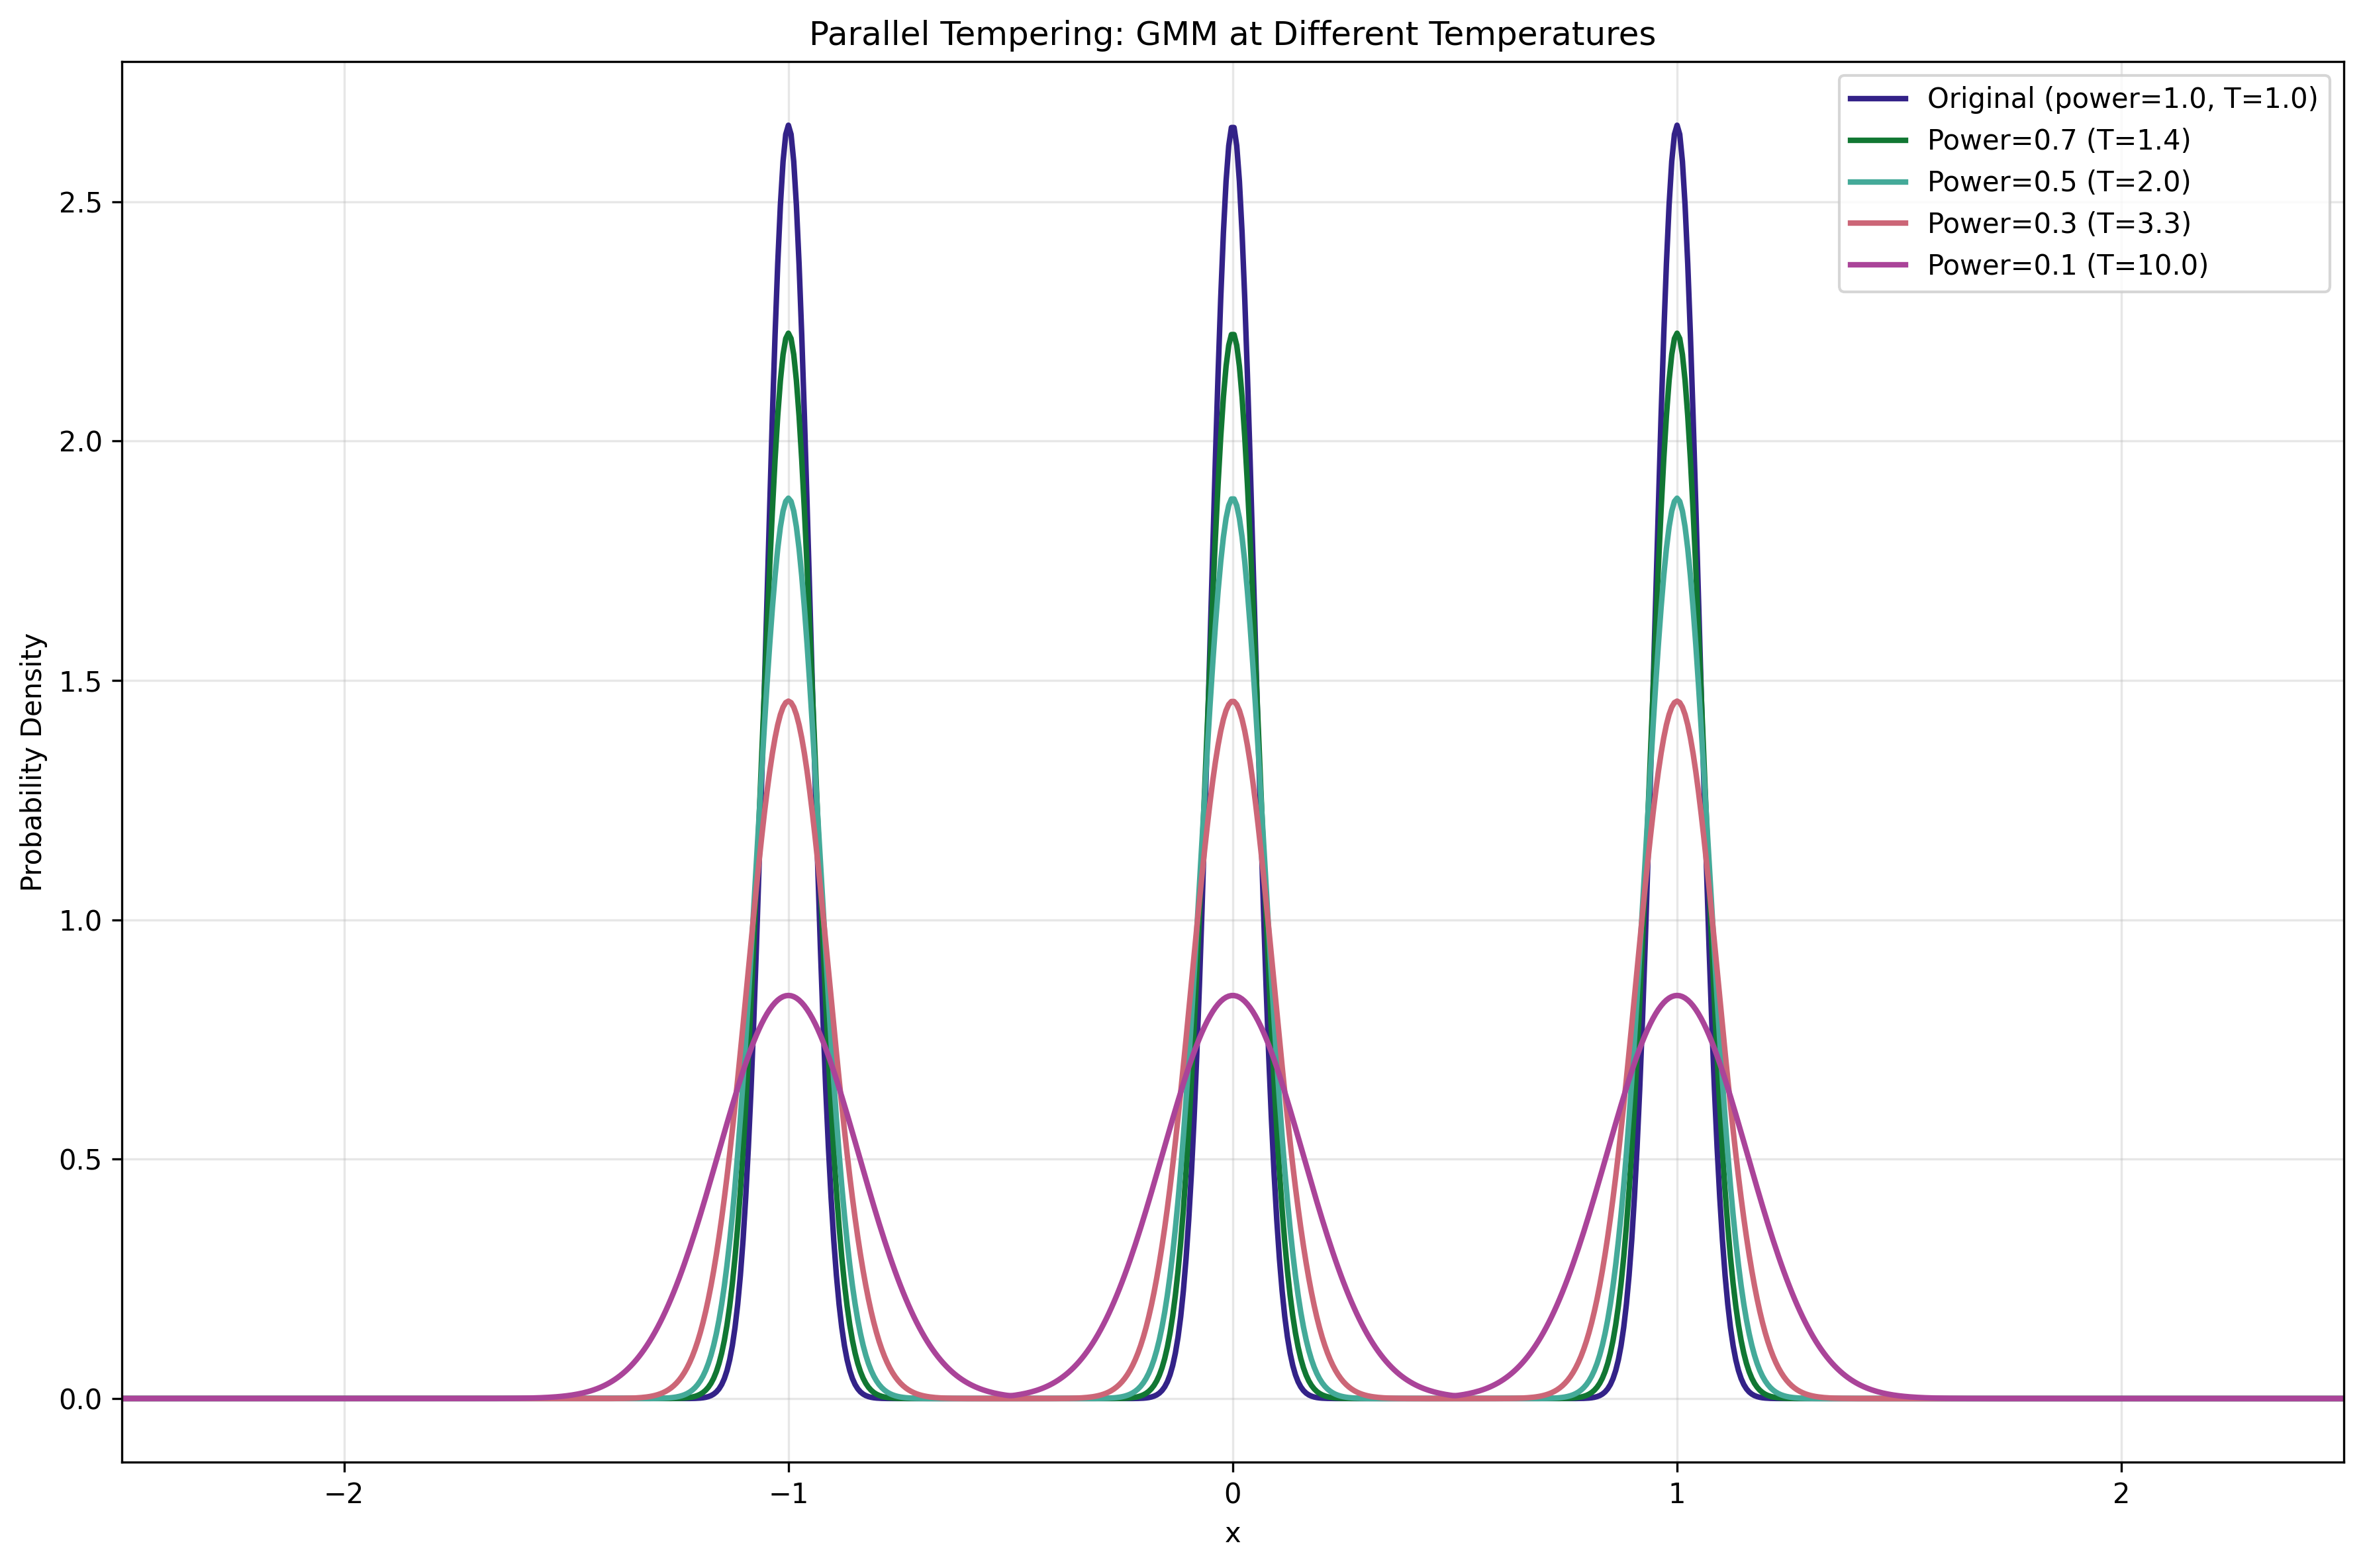 Parallel Tempering: GMM at Different Temperatures
Original (power=1.0, T=1.0)
Power=0.7 (T=1.4)
Power=0.5 (T=2.0)
Power=0.3 (T=3.3)
Power=0.1 (T=10.0)
Probability Density
2.5
2.0
1.5
1.0
0.5
0.0
−2
−1
0
1
2
x